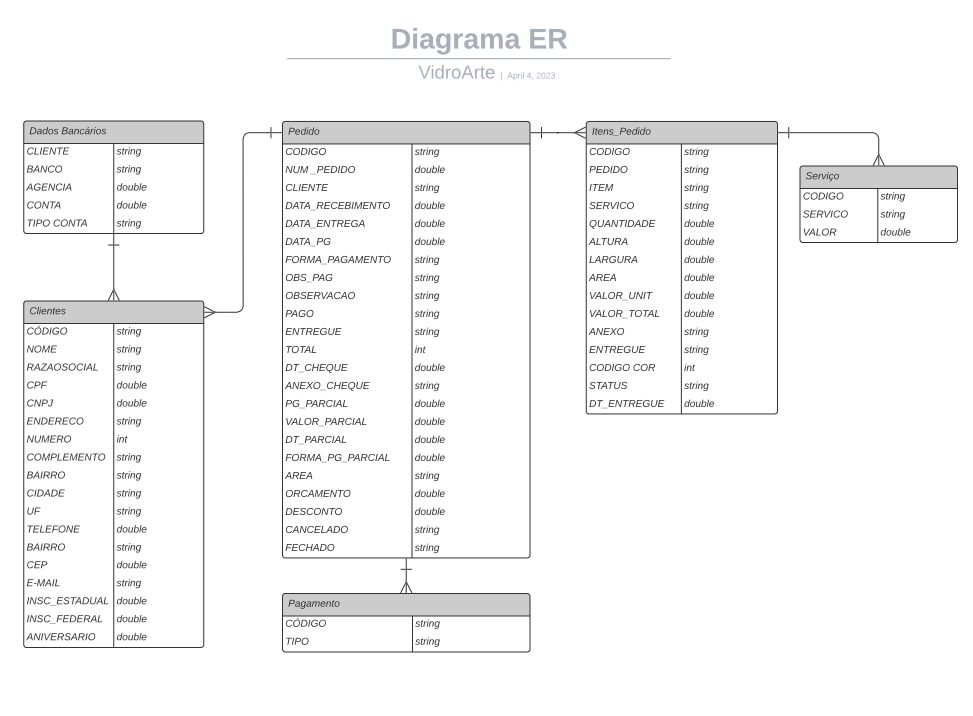 Diagrama ER
VidroArte | April 4, 2023
Dados Bancários
CLIENTE string
BANCO string
AGENCIA double
CONTA double
TIPO CONTA string
Clientes
CÓDIGO string
NOME string
RAZAOSOCIAL string
CPF double
CNPJ double
ENDERECO string
NUMERO int
COMPLEMENTO string
BAIRRO string
CIDADE string
UF string
TELEFONE double
BAIRRO string
CEP double
E-MAIL string
INSC_ESTADUAL double
INSC_FEDERAL double
ANIVERSARIO double
Pedido
CODIGO string
NUM _PEDIDO double
CLIENTE string
DATA_RECEBIMENTO double
DATA_ENTREGA double
DATA_PG double
FORMA_PAGAMENTO string
OBS_PAG string
OBSERVACAO string
PAGO string
ENTREGUE string
TOTAL int
DT_CHEQUE double
ANEXO_CHEQUE string
PG_PARCIAL double
VALOR_PARCIAL double
DT_PARCIAL double
FORMA_PG_PARCIAL double
AREA string
ORCAMENTO double
DESCONTO double
CANCELADO string
FECHADO string
Pagamento
CÓDIGO string
TIPO string
Itens_Pedido
CODIGO string
PEDIDO string
ITEM string
SERVICO string
QUANTIDADE double
ALTURA double
LARGURA double
AREA double
VALOR_UNIT double
VALOR_TOTAL double
ANEXO string
ENTREGUE string
CODIGO COR int
STATUS string
DT_ENTREGUE double
Serviço
CODIGO string
SERVICO string
VALOR double